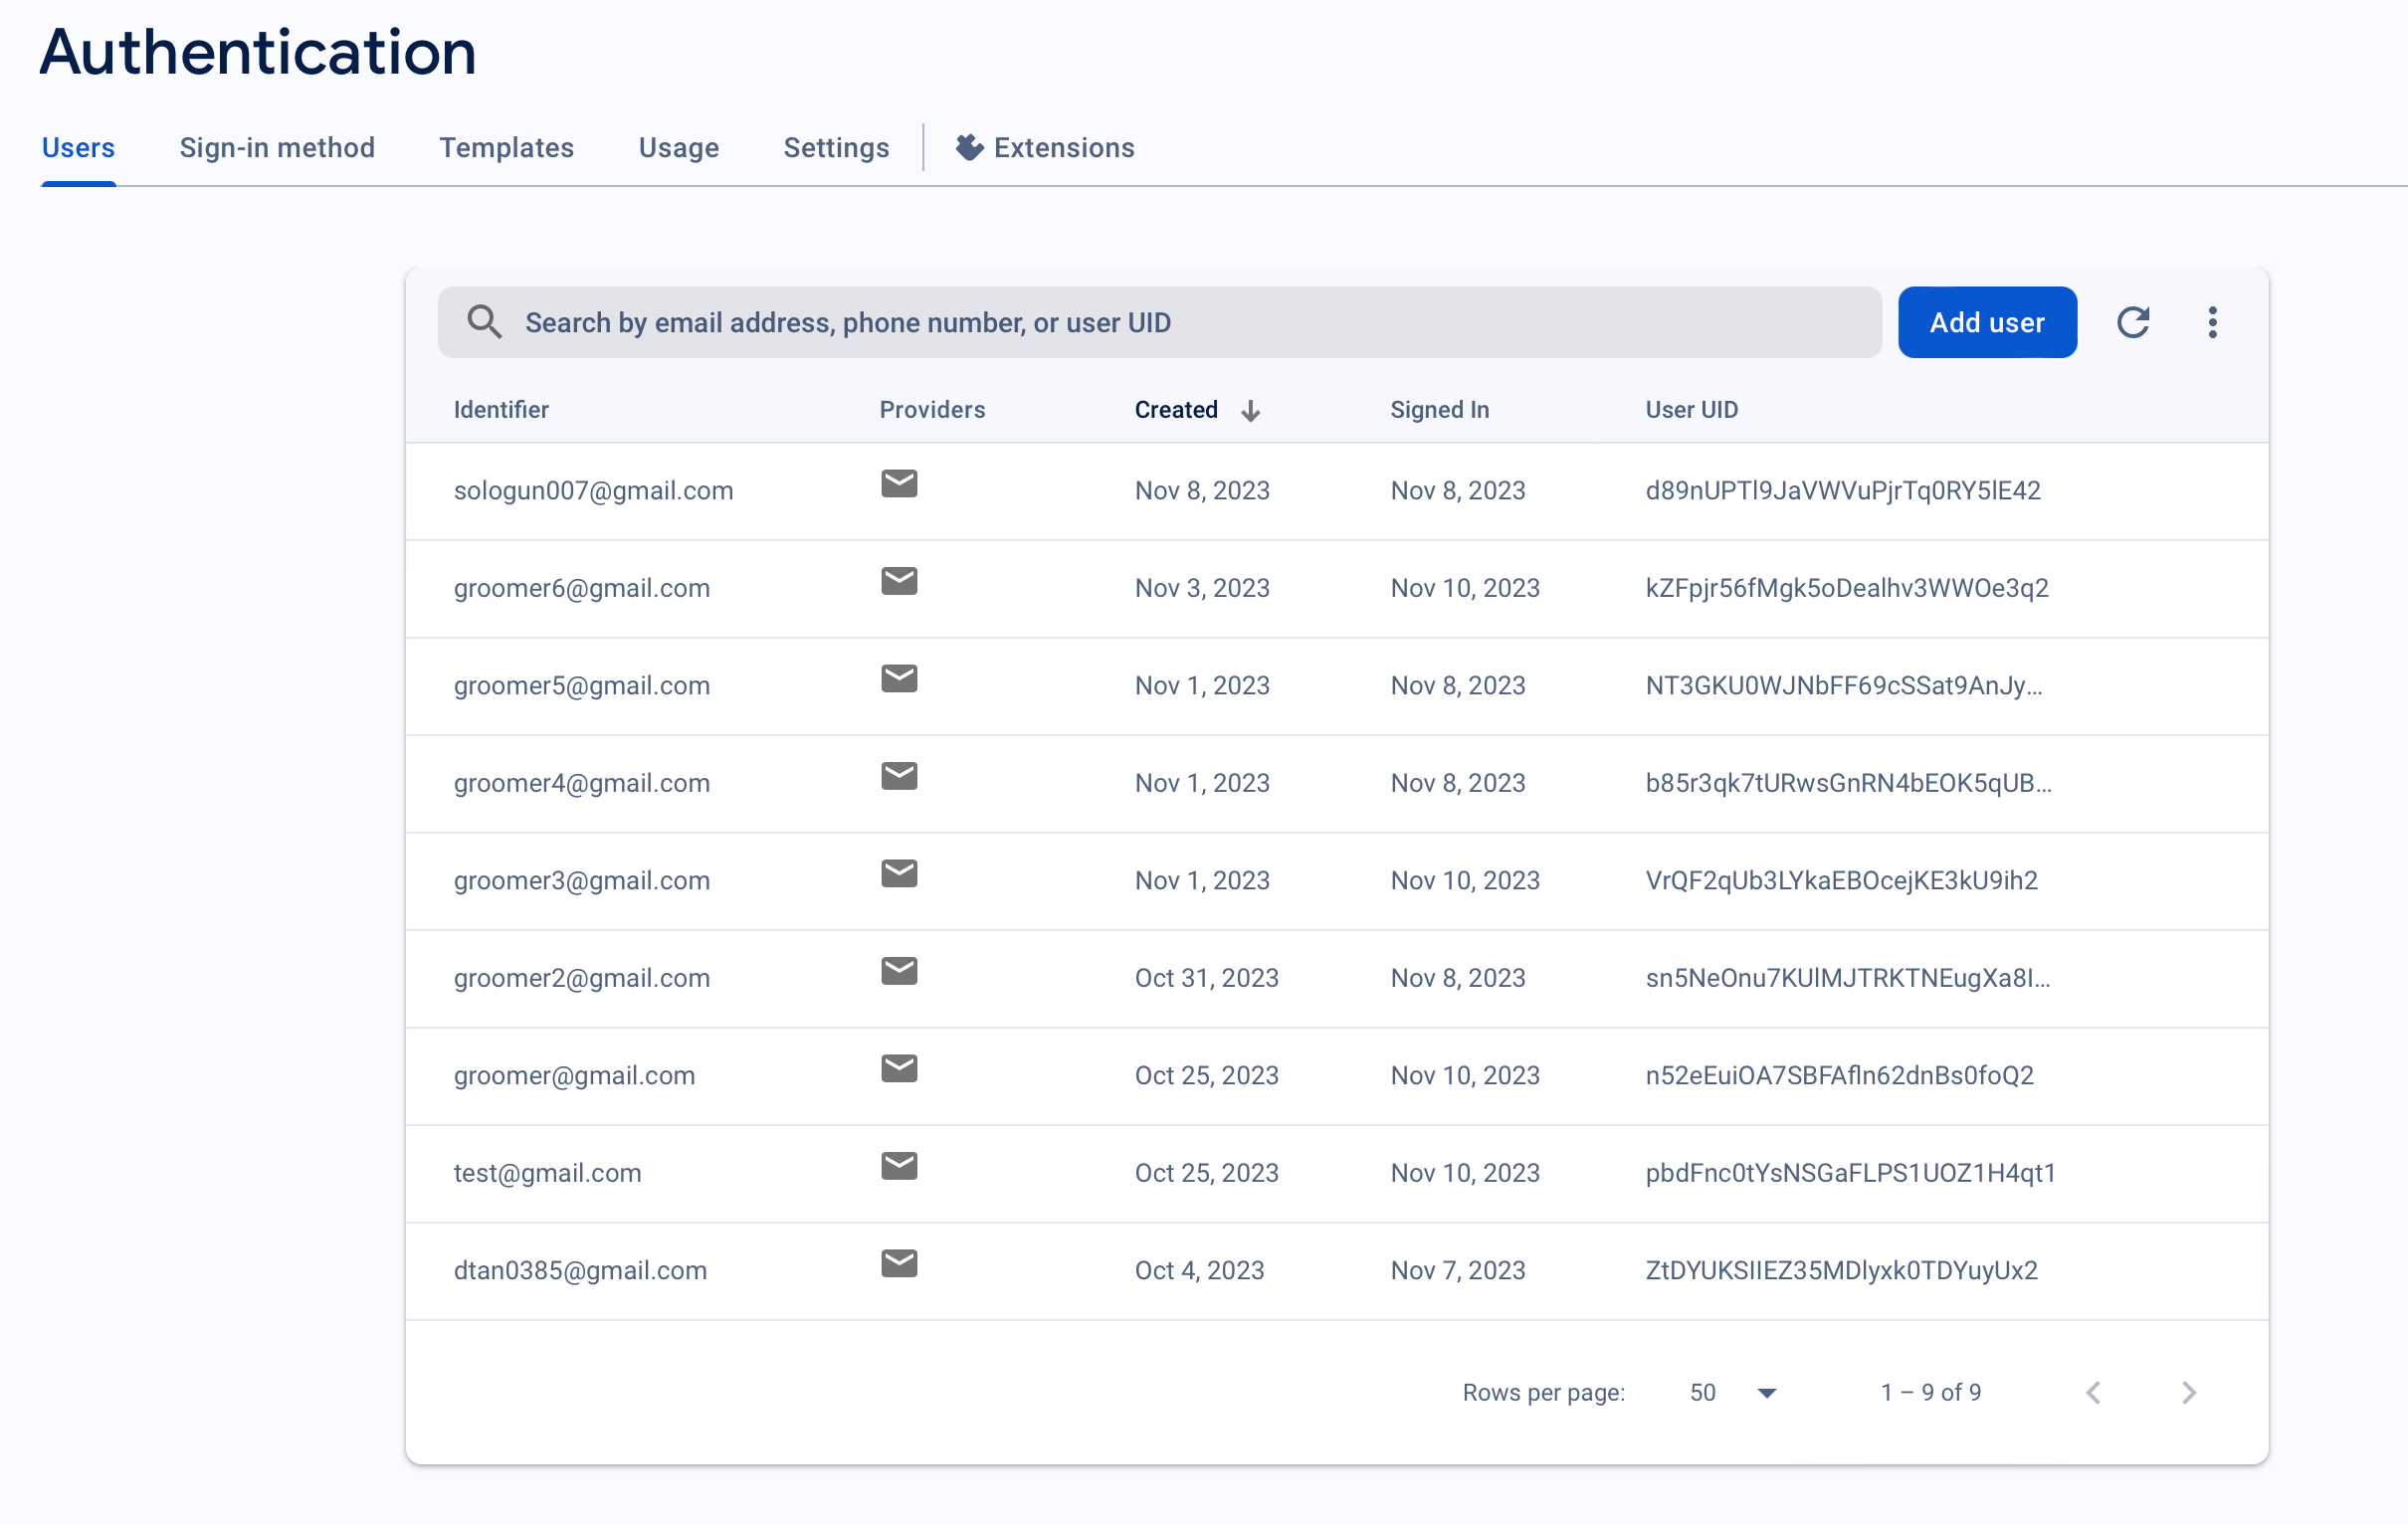 Authentication
Users Sign-in method Templates Usage Settings Extensions
Search by email address, phone number, or user UID Add user
Identifier Providers Created Signed In User UID
sologun007@gmail.com Nov 8, 2023 Nov 8, 2023 d89nUPTl9JaVWVuPjrTq0RY5lE42
groomer6@gmail.com Nov 3, 2023 Nov 10, 2023 kZFpjr56fMgk5oDealhv3WWOe3q2
groomer5@gmail.com Nov 1, 2023 Nov 8, 2023 NT3GKU0WJNbFF69cSSat9AnJy...
groomer4@gmail.com Nov 1, 2023 Nov 8, 2023 b85r3qk7tURwsGnRN4bEOK5qUB...
groomer3@gmail.com Nov 1, 2023 Nov 10, 2023 VrQF2qUb3LYkaEBOcejKE3kU9ih2
groomer2@gmail.com Oct 31, 2023 Nov 8, 2023 sn5NeOnu7KUlMJTRKTNEugXa8I...
groomer@gmail.com Oct 25, 2023 Nov 10, 2023 n52eEuiOA7SBFAfln62dnBs0foQ2
test@gmail.com Oct 25, 2023 Nov 10, 2023 pbdFnc0tYsNSGaFLPS1UOZ1H4qt1
dtan0385@gmail.com Oct 4, 2023 Nov 7, 2023 ZtDYUKSIIEZ35MDlyxk0TDYuyUx2
Rows per page: 50 1 – 9 of 9